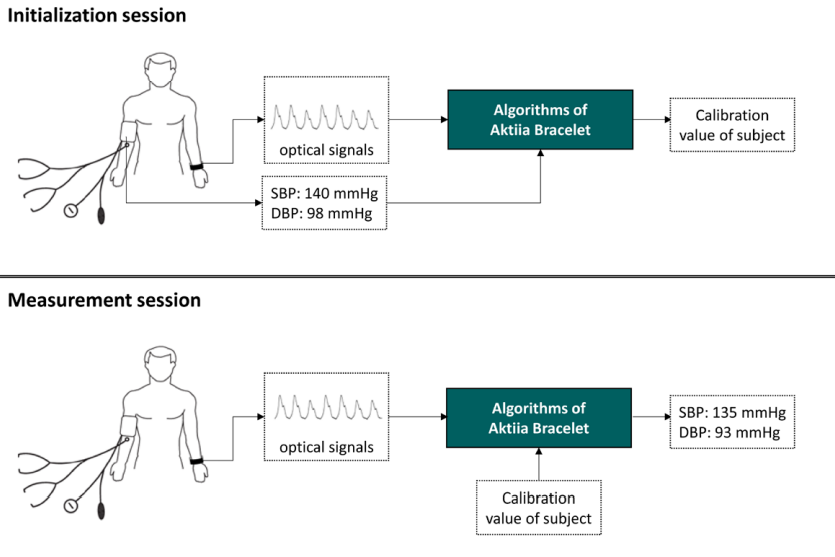 Initialization session
optical signals
Algorithms of
Aktiia Bracelet
Calibration
value of subject
SBP: 140 mmHg
DBP: 98 mmHg
Measurement session
optical signals
Algorithms of
Aktiia Bracelet
SBP: 135 mmHg
DBP: 93 mmHg
Calibration
value of subject